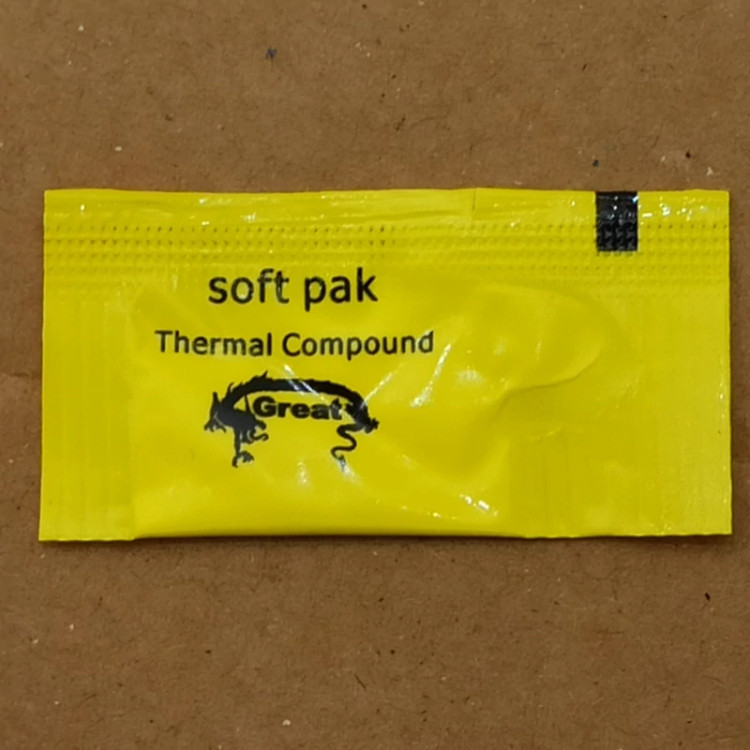 soft pak
Thermal Compound
Great